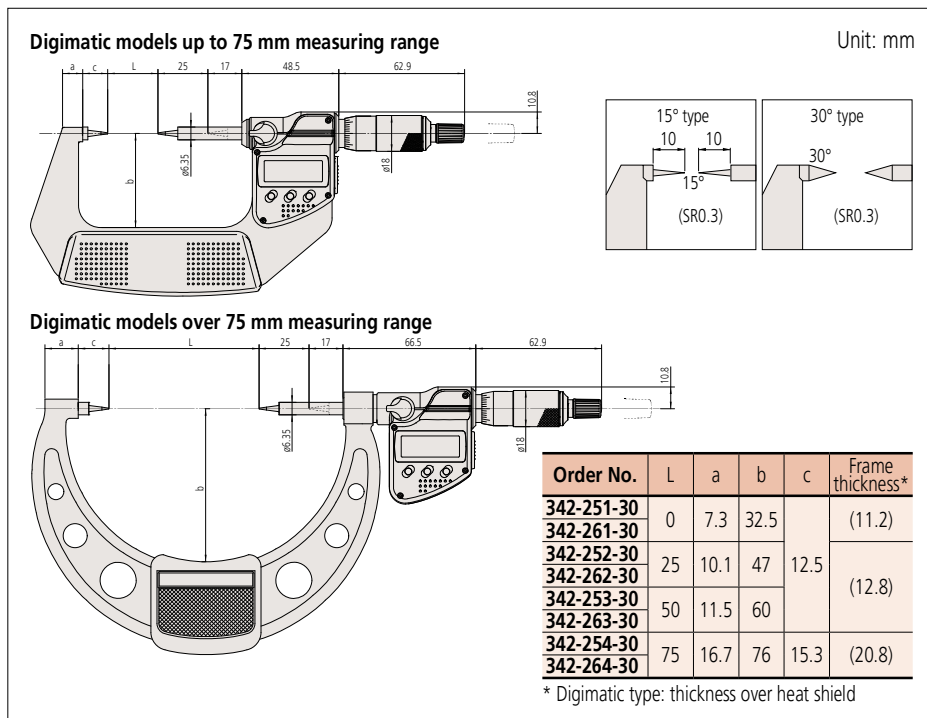 Digimatic models up to 75 mm measuring range
Unit: mm
a c L 25 17 48.5 62.9
10.8
ø6.35
b
ø18
15° type
10 10
15°
(SR0.3)
30° type
30°
(SR0.3)
Digimatic models over 75 mm measuring range
a c L 25 17 66.5 62.9
10.8
ø6.35
b
ø18
Order No. L a b c Frame thickness*
342-251-30 0 7.3 32.5 12.5 (11.2)
342-261-30
342-252-30 25 10.1 47 (12.8)
342-262-30
342-253-30 50 11.5 60
342-263-30
342-254-30 75 16.7 76 15.3 (20.8)
342-264-30
* Digimatic type: thickness over heat shield